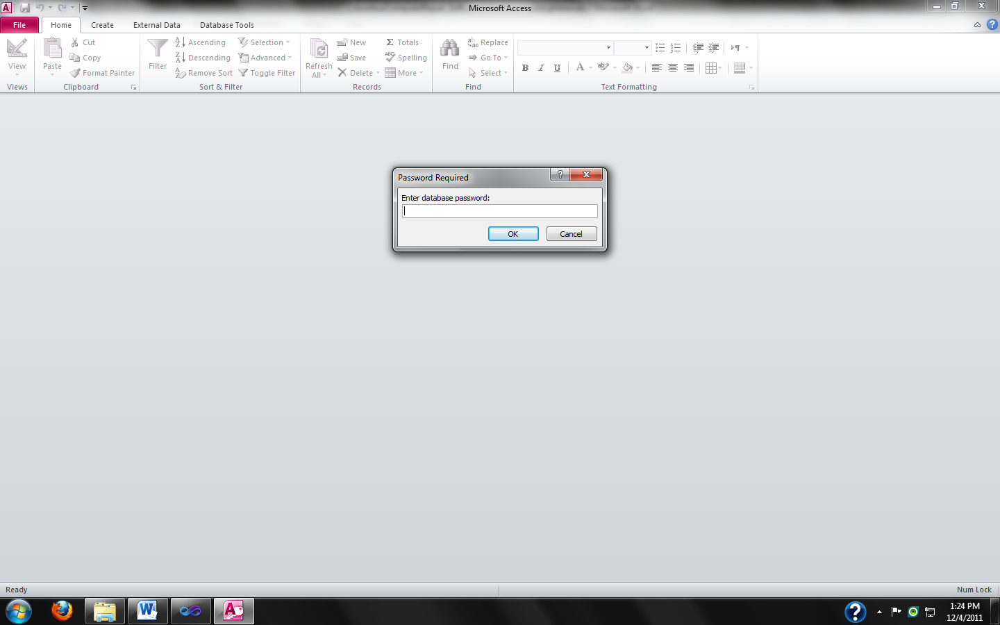 Microsoft Access
File Home Create External Data Database Tools
View
Views
Paste
Cut
Copy
Format Painter
Clipboard
Filter
Ascending
Descending
Remove Sort
Selection
Advanced
Toggle Filter
Sort & Filter
Refresh
All
New
Save
Delete
Totals
Spelling
More
Records
Find
Replace
Go To
Select
Find
B I U A
Text Formatting
Password Required
Enter database password:
OK Cancel
Ready Num Lock
1:24 PM
12/4/2011